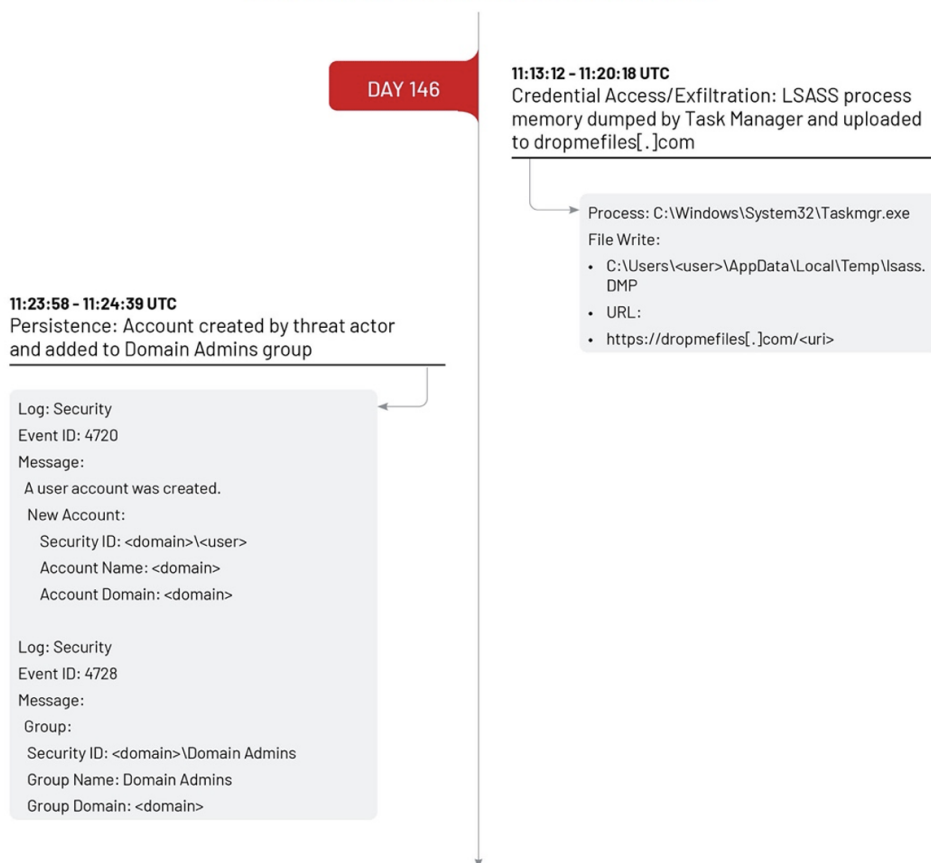 DAY 146
11:13:12 - 11:20:18 UTC
Credential Access/Exfiltration: LSASS process
memory dumped by Task Manager and uploaded
to dropmefiles[.]com
Process: C:\Windows\System32\Taskmgr.exe
File Write:
• C:\Users\<user>\AppData\Local\Temp\lsass.
DMP
• URL:
• https://dropmefiles[.]com/<uri>
11:23:58 - 11:24:39 UTC
Persistence: Account created by threat actor
and added to Domain Admins group
Log: Security
Event ID: 4720
Message:
A user account was created.
New Account:
Security ID: <domain>\<user>
Account Name: <domain>
Account Domain: <domain>
Log: Security
Event ID: 4728
Message:
Group:
Security ID: <domain>\Domain Admins
Group Name: Domain Admins
Group Domain: <domain>